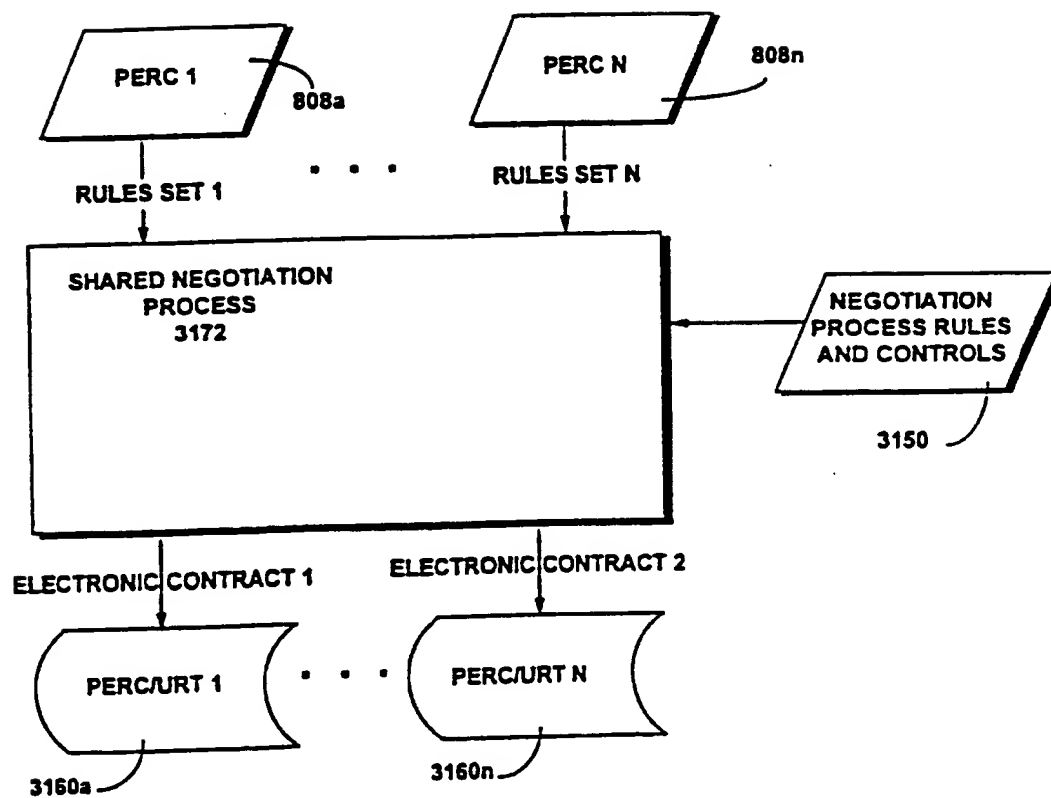 PERC 1
808a
PERC N
808n
RULES SET 1
RULES SET N
SHARED NEGOTIATION
PROCESS
3172
NEGOTIATION
PROCESS RULES
AND CONTROLS
3150
ELECTRONIC CONTRACT 1
ELECTRONIC CONTRACT 2
PERC/URT 1
PERC/URT N
3160a
3160n